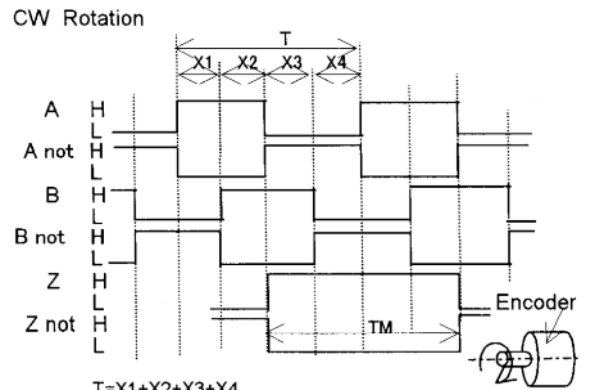 CW Rotation
T
X1 X2 X3 X4
A H
L
A not H
L
B H
L
B not H
L
Z H
L
Z not H
L
TM
Encoder
T=X1+X2+X3+X4